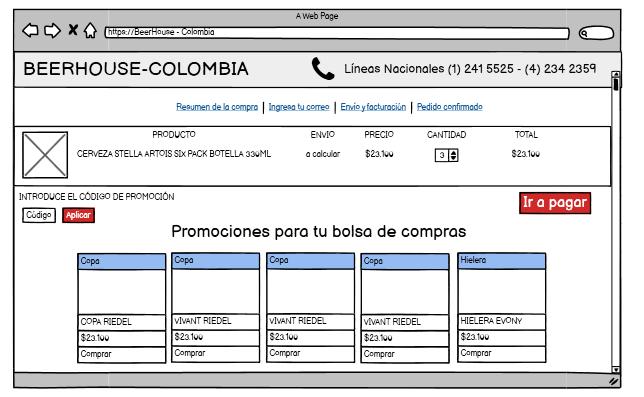 A Web Page
https://BeerHouse - Colombia
BEERHOUSE-COLOMBIA
Líneas Nacionales (1) 241 5525 - (4) 234 2359
Resumen de la compra | Ingresa tu correo | Envío y facturación | Pedido confirmado
PRODUCTO ENVIO PRECIO CANTIDAD TOTAL
CERVEZA STELLA ARTOIS SIX PACK BOTELLA 330ML a calcular $23.100 3 $23.100
INTRODUCE EL CÓDIGO DE PROMOCIÓN
Ir a pagar
Código Aplicar
Promociones para tu bolsa de compras
Copa Copa Copa Copa Hielera
COPA RIEDEL VIVANT RIEDEL VIVANT RIEDEL VIVANT RIEDEL HIELERA EVONY
$23.100 $23.100 $23.100 $23.100 $23.100
Comprar Comprar Comprar Comprar Comprar